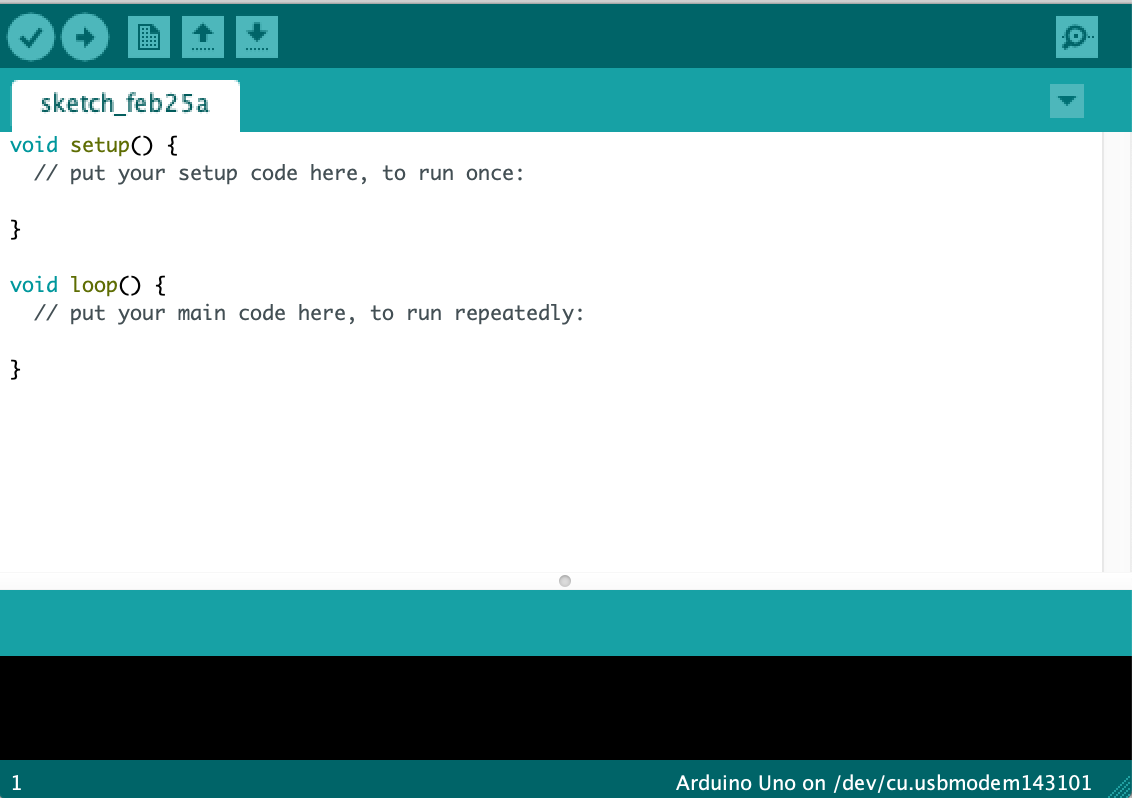 sketch_feb25a
void setup() {
  // put your setup code here, to run once:

}

void loop() {
  // put your main code here, to run repeatedly:

}
1
Arduino Uno on /dev/cu.usbmodem143101